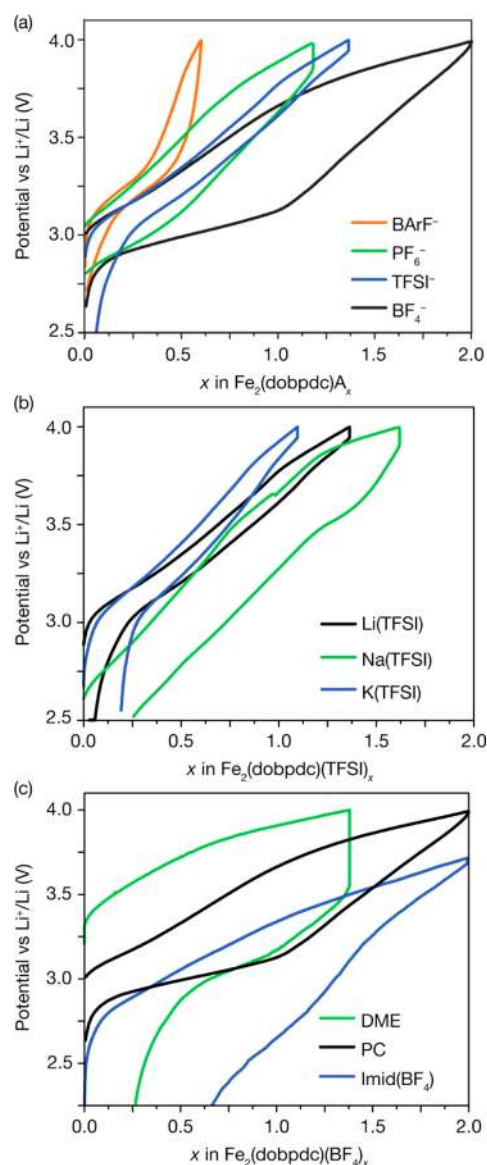 (a)
Potential vs Li⁺/Li (V)
4.0
3.5
3.0
2.5
BArF⁻
PF₆⁻
TFSI⁻
BF₄⁻
0.0 0.5 1.0 1.5 2.0
x in Fe₂(dobpdc)Aₓ
(b)
Potential vs Li⁺/Li (V)
4.0
3.5
3.0
2.5
Li(TFSI)
Na(TFSI)
K(TFSI)
0.0 0.5 1.0 1.5 2.0
x in Fe₂(dobpdc)(TFSI)ₓ
(c)
Potential vs Li⁺/Li (V)
4.0
3.5
3.0
2.5
DME
PC
Imid(BF₄)
0.0 0.5 1.0 1.5 2.0
x in Fe₂(dobpdc)(BF₄)ₓ